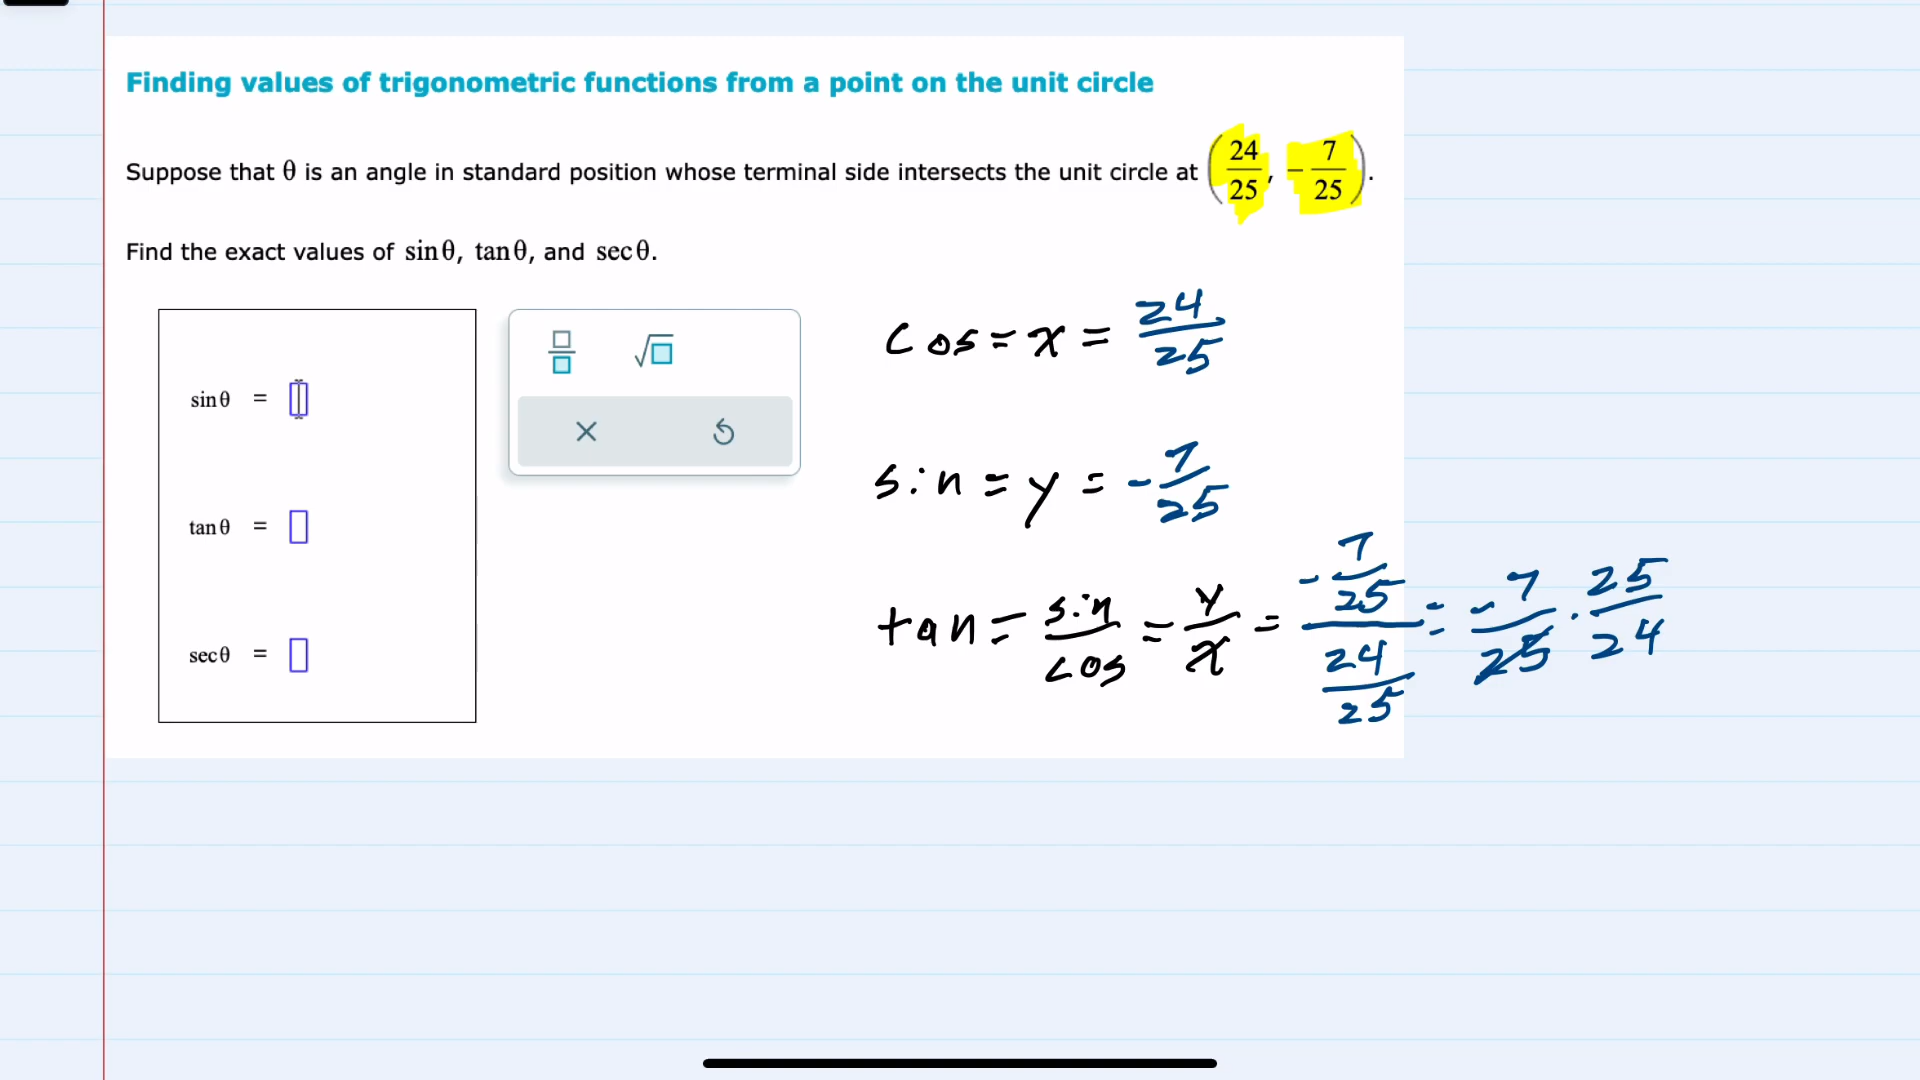 Finding values of trigonometric functions from a point on the unit circle
Suppose that θ is an angle in standard position whose terminal side intersects the unit circle at (24/25, -7/25).
Find the exact values of sinθ, tanθ, and secθ.
sinθ = 
tanθ = 
secθ = 
cos = x = 24/25
sin = y = -7/25
tan = sin/cos = y/x = (-7/25)/(24/25) = -7/25 · 25/24